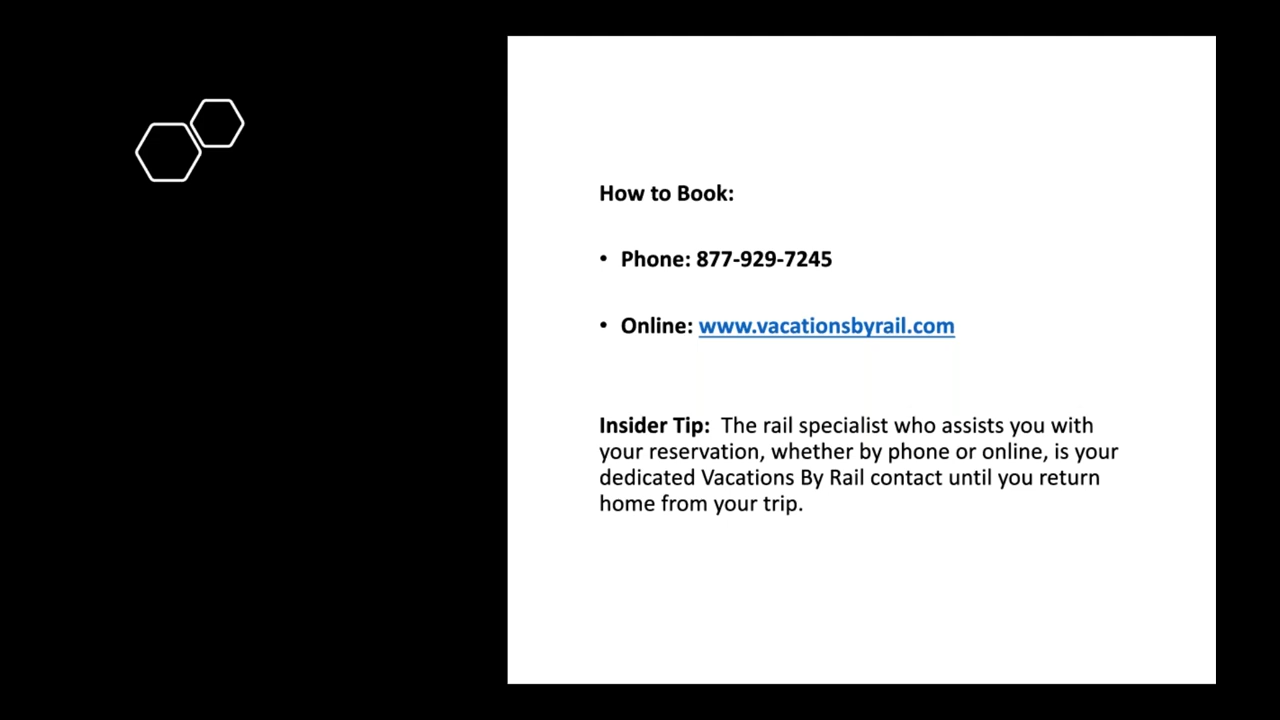 How to Book:
• Phone: 877-929-7245
• Online: www.vacationsbyrail.com
Insider Tip:  The rail specialist who assists you with
your reservation, whether by phone or online, is your
dedicated Vacations By Rail contact until you return
home from your trip.